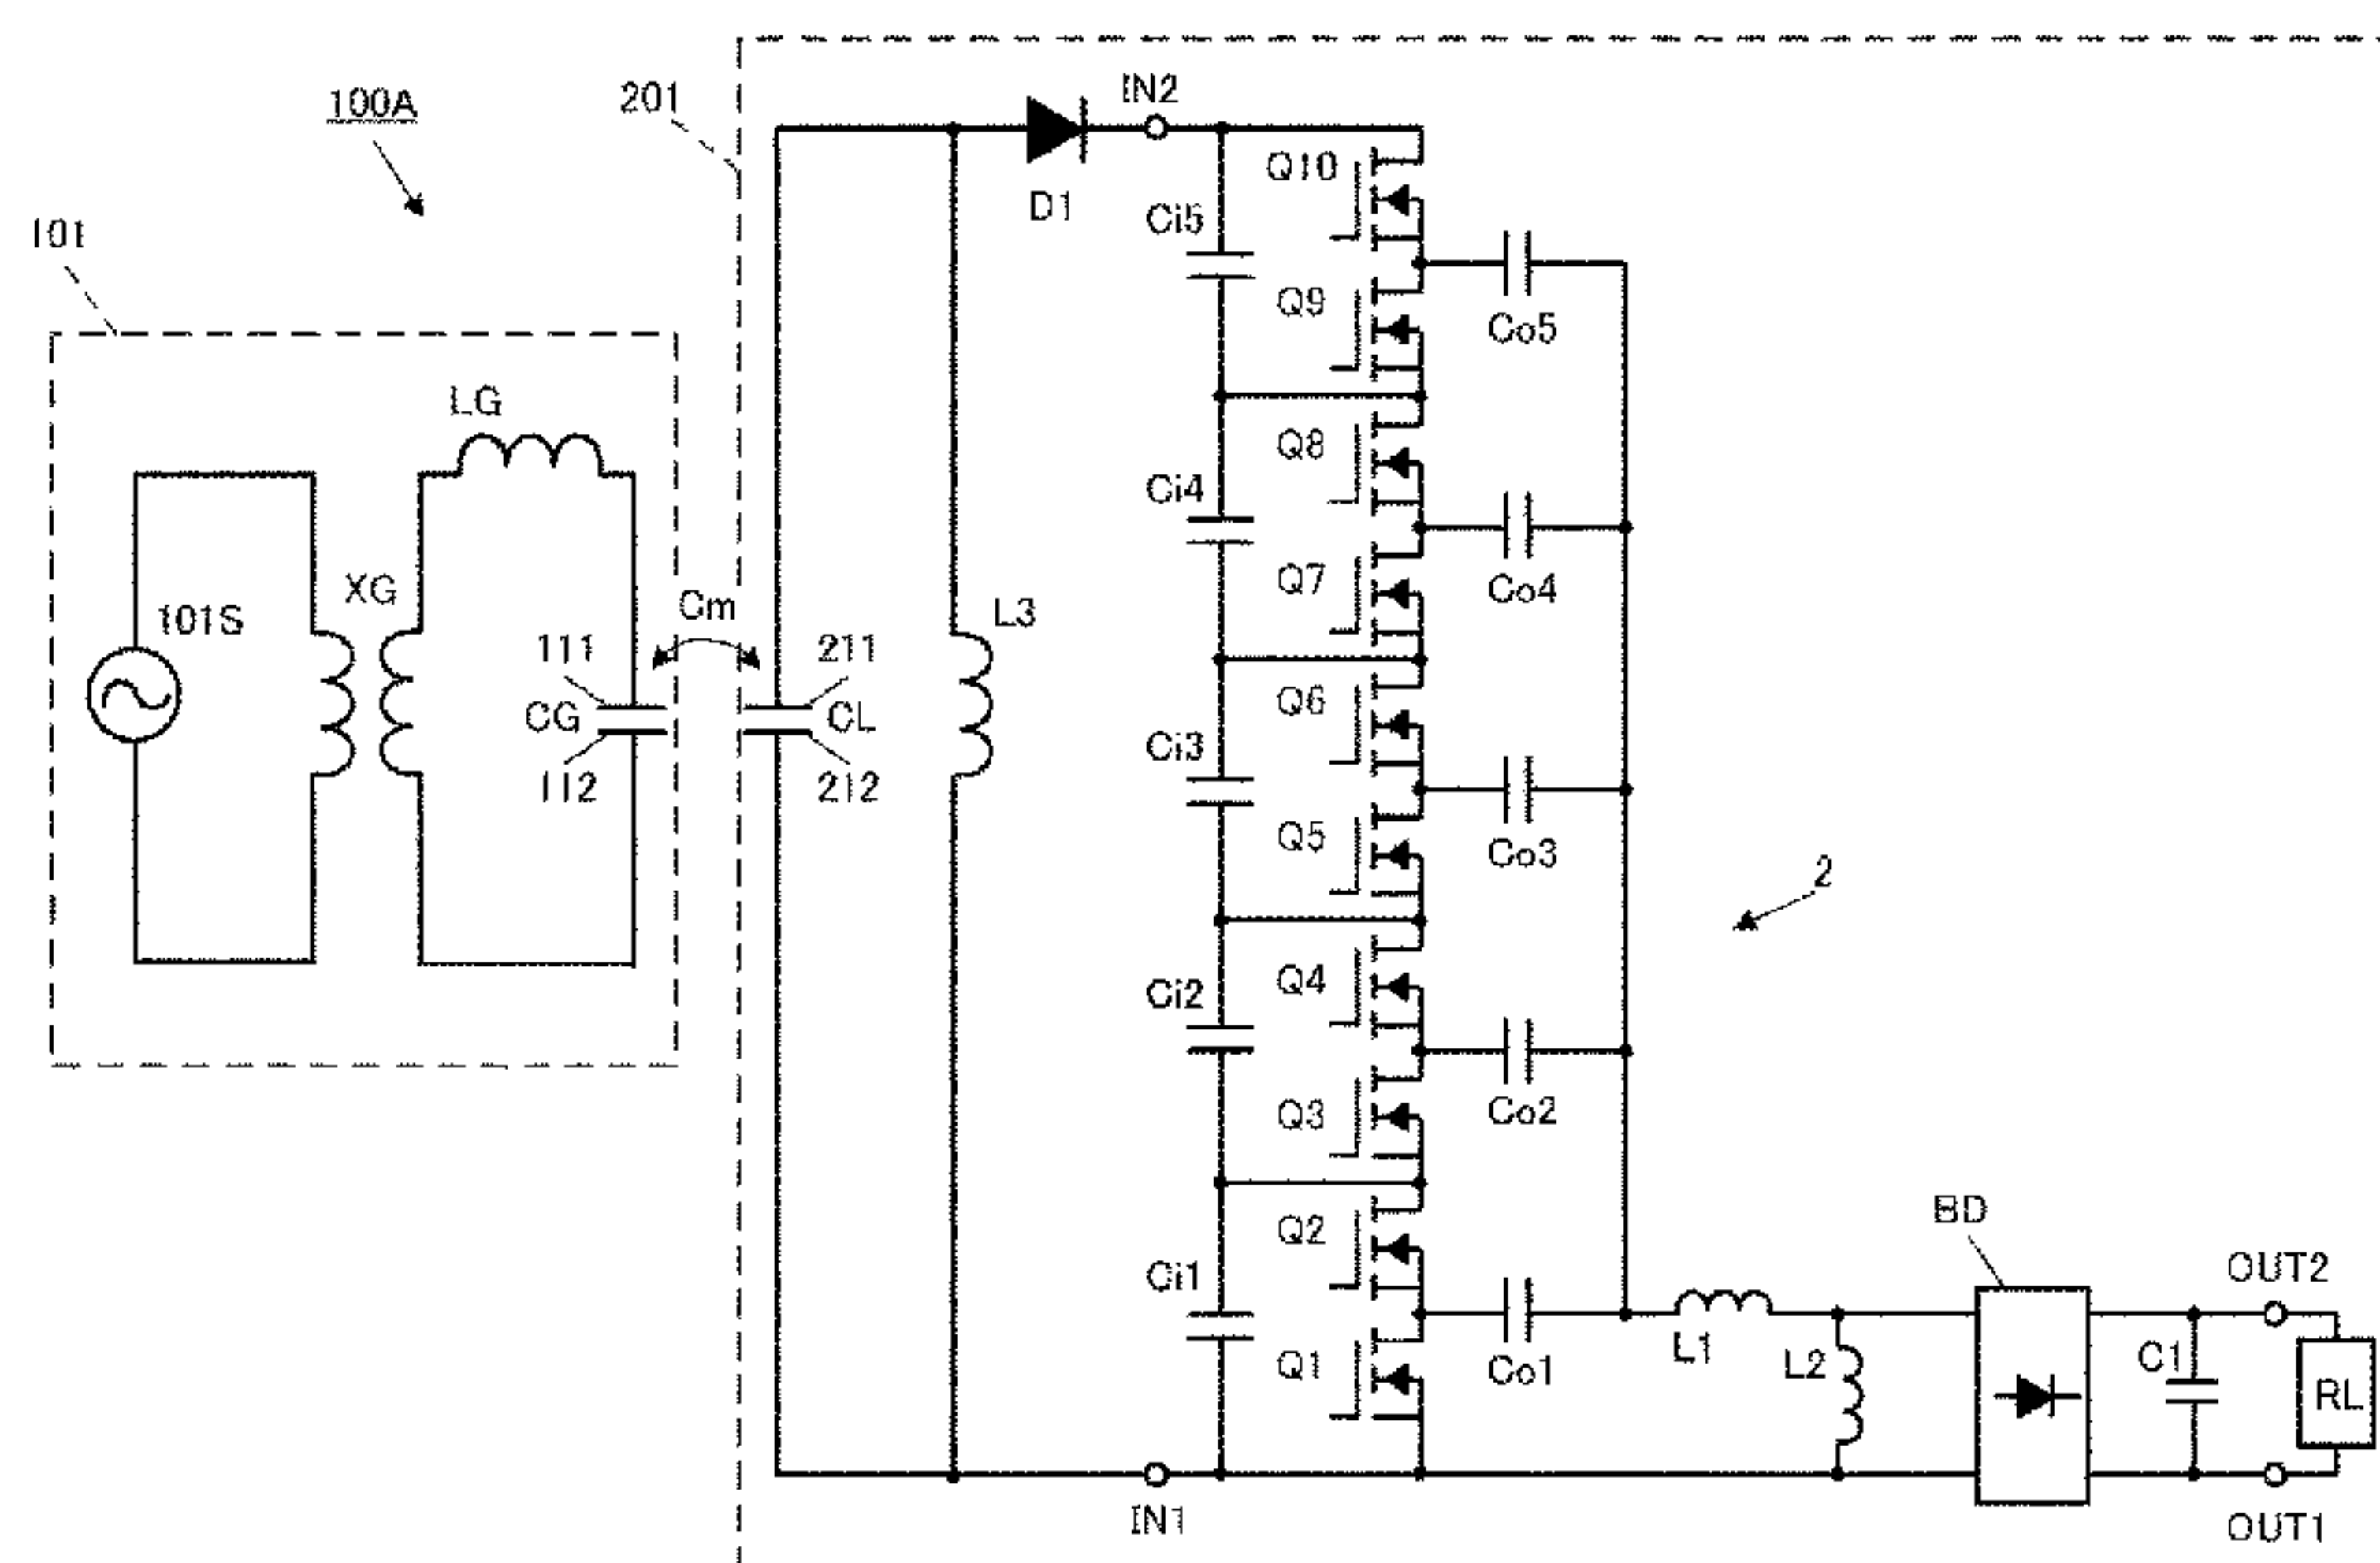 100A
201
IN2
101
D1
Q10
Ci5
Q9
Co5
LG
Q8
Ci4
Q7
Co4
XG
101S
Cm
L3
111
211
CG
CL
112
212
Q6
Ci3
Q5
Co3
2
Q4
Ci2
Q3
Co2
Q2
BD
OUT2
Ci1
Q1
Co1
L1
L2
C1
RL
IN1
OUT1